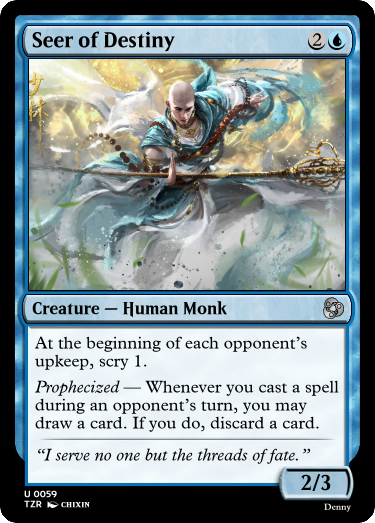 Seer of Destiny 2
少林
Creature — Human Monk
At the beginning of each opponent's
upkeep, scry 1.
Prophecized — Whenever you cast a spell
during an opponent's turn, you may
draw a card. If you do, discard a card.
"I serve no one but the threads of fate."
2/3
U 0059
TZR CHIXIN
Denny